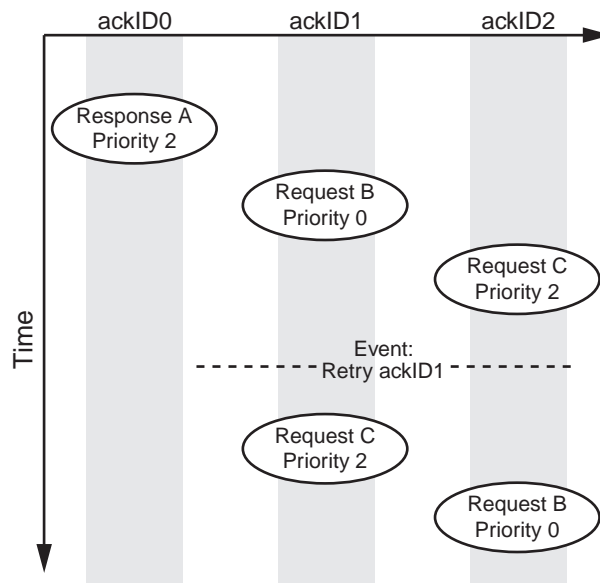 ackID0 ackID1 ackID2
Response A
Priority 2
Request B
Priority 0
Request C
Priority 2
Time
Event:
Retry ackID1
Request C
Priority 2
Request B
Priority 0